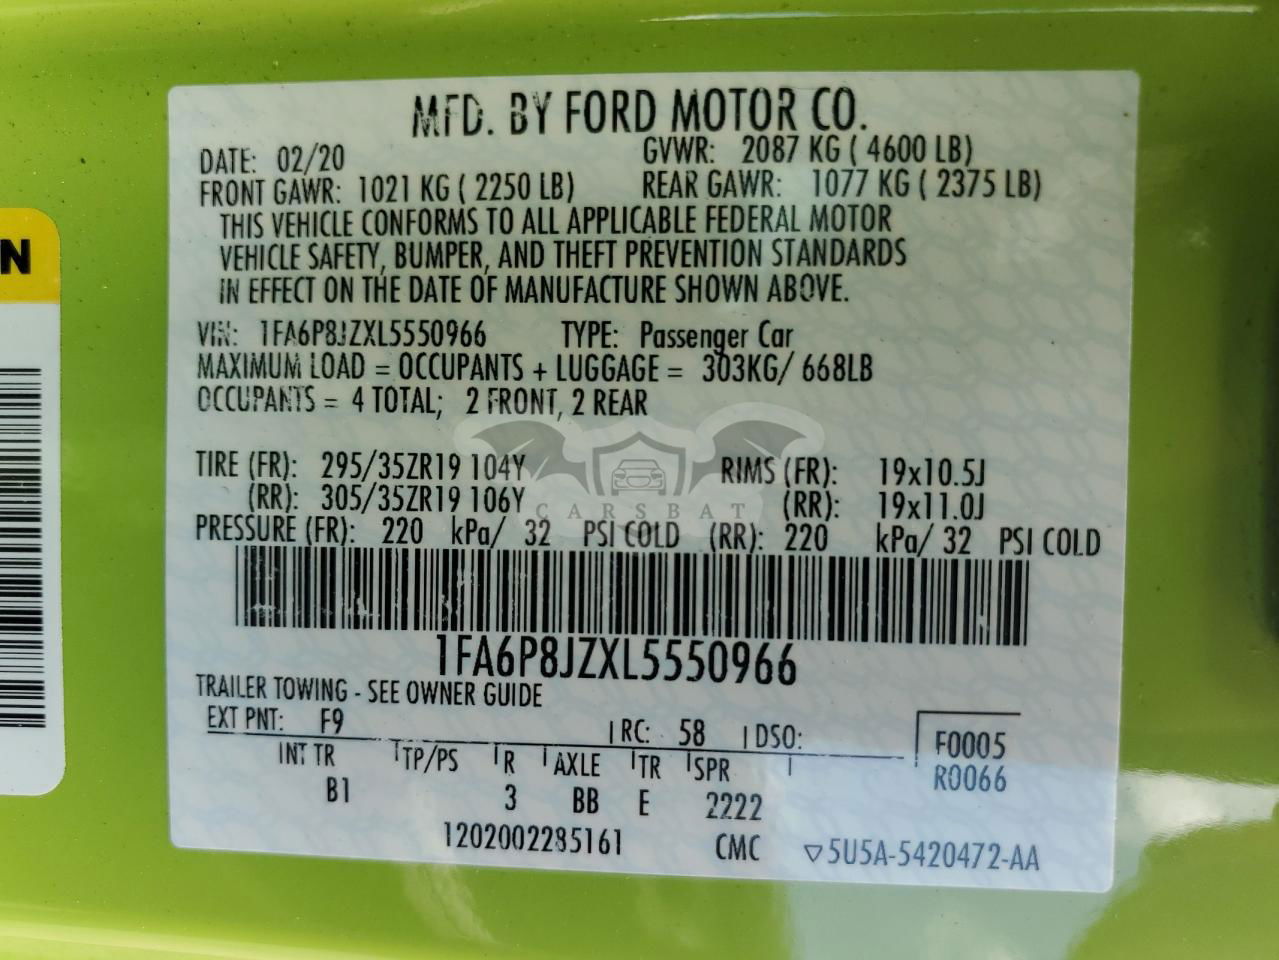 MFD. BY FORD MOTOR CO.
DATE: 02/20 GVWR: 2087 KG ( 4600 LB)
FRONT GAWR: 1021 KG ( 2250 LB) REAR GAWR: 1077 KG ( 2375 LB)
THIS VEHICLE CONFORMS TO ALL APPLICABLE FEDERAL MOTOR
VEHICLE SAFETY, BUMPER, AND THEFT PREVENTION STANDARDS
IN EFFECT ON THE DATE OF MANUFACTURE SHOWN ABOVE.
VIN: 1FA6P8JZXL5550966 TYPE: Passenger Car
MAXIMUM LOAD = OCCUPANTS + LUGGAGE = 303KG/ 668LB
OCCUPANTS = 4 TOTAL; 2 FRONT, 2 REAR
TIRE (FR): 295/35ZR19 104Y RIMS (FR): 19x10.5J
(RR): 305/35ZR19 106Y (RR): 19x11.0J
CARSBAT
PRESSURE (FR): 220 kPa/ 32 PSI COLD (RR): 220 kPa/ 32 PSI COLD
1FA6P8JZXL5550966
TRAILER TOWING - SEE OWNER GUIDE
EXT PNT: F9 RC: 58 DSO: F0005
R0066
INT TR TP/PS R AXLE TR SPR
B1 3 BB E 2222
1202002285161 CMC ▽5U5A-5420472-AA
N